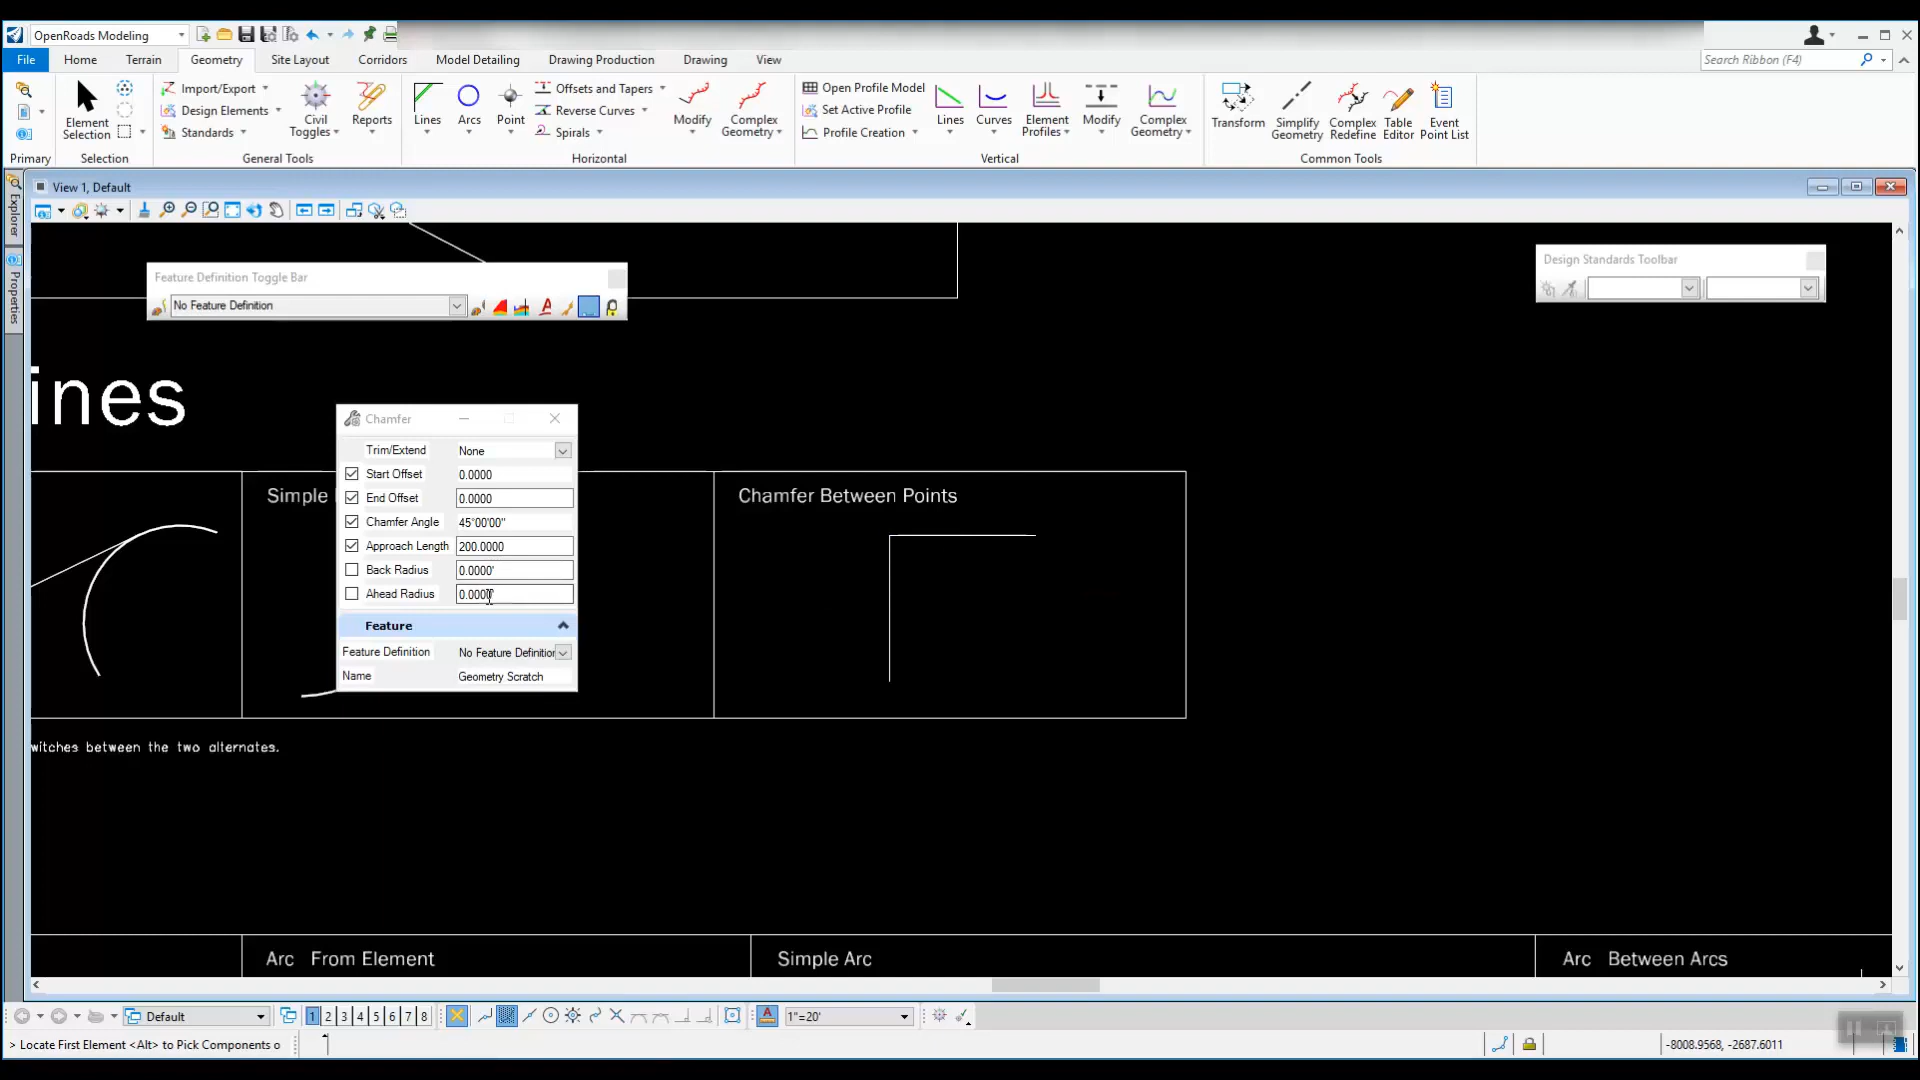 OpenRoads Modeling
File Home Terrain Geometry Site Layout Corridors Model Detailing Drawing Production Drawing View
Search Ribbon (F4)
Element Selection
Import/Export
Design Elements
Standards
Civil Toggles
Reports
Lines
Arcs
Point
Offsets and Tapers
Reverse Curves
Spirals
Modify
Complex Geometry
Open Profile Model
Set Active Profile
Profile Creation
Lines
Curves
Element Profiles
Modify
Complex Geometry
Transform
Simplify Geometry
Complex Redefine
Table Editor
Event Point List
Primary Selection General Tools Horizontal Vertical Common Tools
Explorer
Properties
View 1, Default
Feature Definition Toggle Bar
No Feature Definition
Design Standards Toolbar
ines
Chamfer
Trim/Extend None
Start Offset 0.0000
End Offset 0.0000
Chamfer Angle 45°00'00"
Approach Length 200.0000
Back Radius 0.0000'
Ahead Radius 0.0000'
Feature
Feature Definition No Feature Definition
Name Geometry Scratch
Simple
Chamfer Between Points
witches between the two alternates.
Arc From Element
Simple Arc
Arc Between Arcs
Default
1 2 3 4 5 6 7 8
1"=20'
> Locate First Element <Alt> to Pick Components o
-8008.9568, -2687.6011